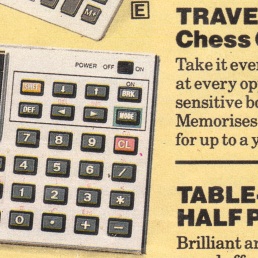 M+
E
TRAVE
Chess C
Take it ever
at every op
sensitive bo
Memorises
for up to a y
POWER OFF ON
SHIFT ↓ ↑ ON BRK
DEF ◀ ▶ MODE
7 8 9 CL
4 5 6 /
1 2 3 *
0 • + -
TABLE-
HALF P
Brilliant an